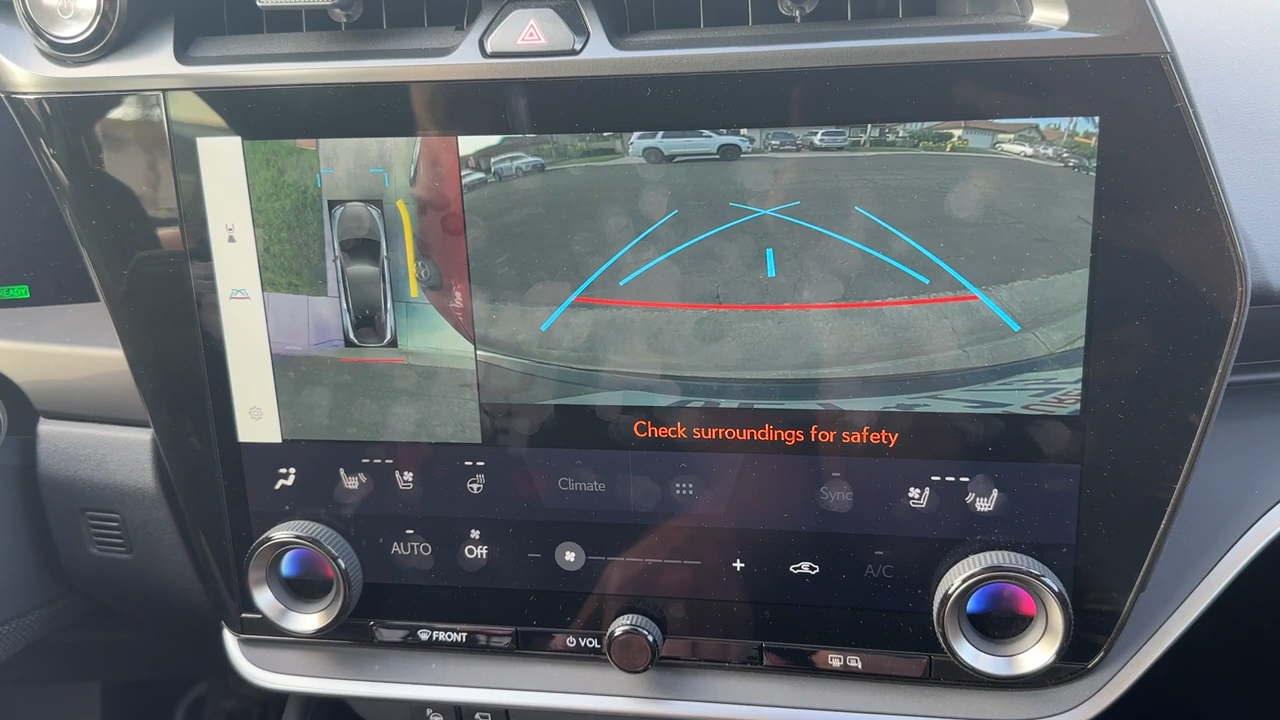 READY
Check surroundings for safety
Climate
Sync
AUTO
Off
A/C
FRONT
VOL